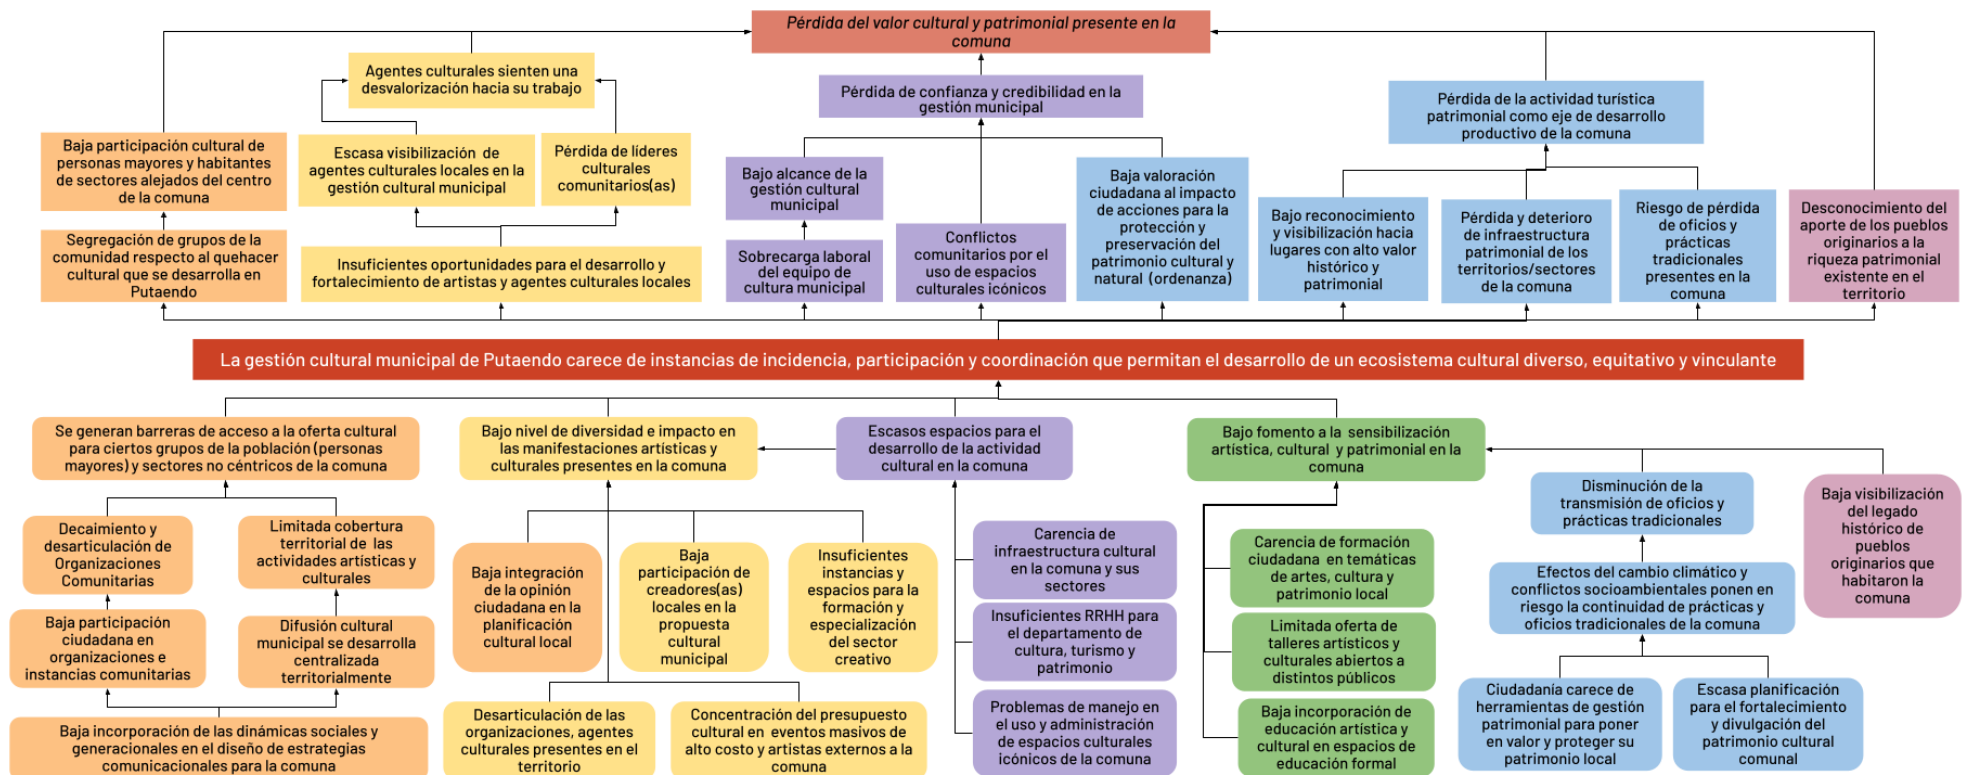 Pérdida del valor cultural y patrimonial presente en la
comuna
Agentes culturales sienten una
desvalorización hacia su trabajo
Pérdida de confianza y credibilidad en la
gestión municipal
Pérdida de la actividad turística
patrimonial como eje de desarrollo
productivo de la comuna
Baja participación cultural de
personas mayores y habitantes
de sectores alejados del centro
de la comuna
Escasa visibilización de
agentes culturales locales en la
gestión cultural municipal
Pérdida de líderes
culturales
comunitarios(as)
Bajo alcance de la
gestión cultural
municipal
Baja valoración
ciudadana al impacto
de acciones para la
protección y
preservación del
patrimonio cultural y
natural (ordenanza)
Bajo reconocimiento
y visibilización hacia
lugares con alto valor
histórico y
patrimonial
Pérdida y deterioro
de infraestructura
patrimonial de los
territorios/sectores
de la comuna
Riesgo de pérdida
de oficios y
prácticas
tradicionales
presentes en la
comuna
Desconocimiento del
aporte de los pueblos
originarios a la
riqueza patrimonial
existente en el
territorio
Segregación de grupos de la
comunidad respecto al quehacer
cultural que se desarrolla en
Putaendo
Insuficientes oportunidades para el desarrollo y
fortalecimiento de artistas y agentes culturales locales
Sobrecarga laboral
del equipo de
cultura municipal
Conflictos
comunitarios por el
uso de espacios
culturales icónicos
La gestión cultural municipal de Putaendo carece de instancias de incidencia, participación y coordinación que permitan el desarrollo de un ecosistema cultural diverso, equitativo y vinculante
Se generan barreras de acceso a la oferta cultural
para ciertos grupos de la población (personas
mayores) y sectores no céntricos de la comuna
Bajo nivel de diversidad e impacto en
las manifestaciones artísticas y
culturales presentes en la comuna
Escasos espacios para el
desarrollo de la actividad
cultural en la comuna
Bajo fomento a la sensibilización
artística, cultural y patrimonial en la
comuna
Decaimiento y
desarticulación de
Organizaciones
Comunitarias
Limitada cobertura
territorial de las
actividades artísticas y
culturales
Baja participación
ciudadana en
organizaciones e
instancias comunitarias
Difusión cultural
municipal se desarrolla
centralizada
territorialmente
Baja incorporación de las dinámicas sociales y
generacionales en el diseño de estrategias
comunicacionales para la comuna
Baja integración
de la opinión
ciudadana en la
planificación
cultural local
Baja
participación de
creadores(as)
locales en la
propuesta
cultural
municipal
Insuficientes
instancias y
espacios para la
formación y
especialización
del sector
creativo
Desarticulación de las
organizaciones, agentes
culturales presentes en el
territorio
Concentración del presupuesto
cultural en eventos masivos de
alto costo y artistas externos a la
comuna
Carencia de
infraestructura cultural
en la comuna y sus
sectores
Insuficientes RRHH para
el departamento de
cultura, turismo y
patrimonio
Problemas de manejo en
el uso y administración
de espacios culturales
icónicos de la comuna
Carencia de formación
ciudadana en temáticas
de artes, cultura y
patrimonio local
Limitada oferta de
talleres artísticos y
culturales abiertos a
distintos públicos
Baja incorporación de
educación artística y
cultural en espacios de
educación formal
Disminución de la
transmisión de oficios y
prácticas tradicionales
Efectos del cambio climático y
conflictos socioambientales ponen en
riesgo la continuidad de prácticas y
oficios tradicionales de la comuna
Ciudadanía carece de
herramientas de gestión
patrimonial para poner
en valor y proteger su
patrimonio local
Escasa planificación
para el fortalecimiento
y divulgación del
patrimonio cultural
comunal
Baja visibilización
del legado
histórico de
pueblos
originarios que
habitaron la
comuna